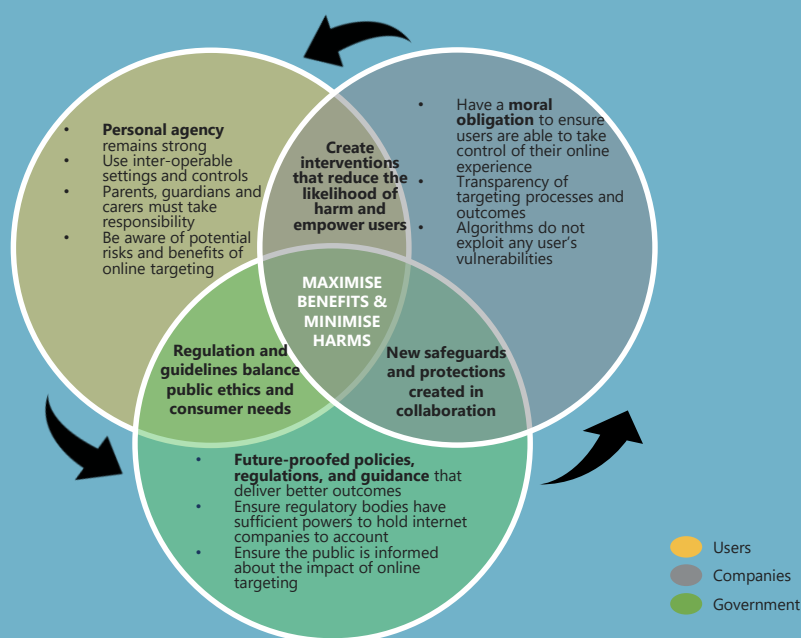 • Personal agency
remains strong
• Use inter-operable
settings and controls
• Parents, guardians and
carers must take
responsibility
• Be aware of potential
risks and benefits of
online targeting
Create
interventions
that reduce the
likelihood of
harm and
empower users
• Have a moral
obligation to ensure
users are able to take
control of their online
experience
• Transparency of
targeting processes and
outcomes
• Algorithms do not
exploit any user's
vulnerabilities
MAXIMISE
BENEFITS &
MINIMISE
HARMS
Regulation and
guidelines balance
public ethics and
consumer needs
New safeguards
and protections
created in
collaboration
• Future-proofed policies,
regulations, and guidance that
deliver better outcomes
• Ensure regulatory bodies have
sufficient powers to hold internet
companies to account
• Ensure the public is informed
about the impact of online
targeting
Users
Companies
Government